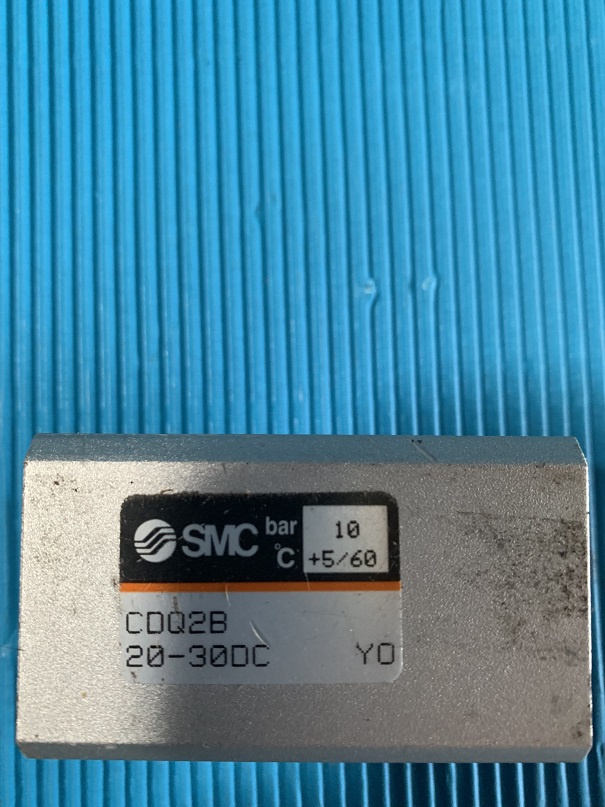 SMC bar 10
℃ +5/60
CDQ2B
20-30DC YO